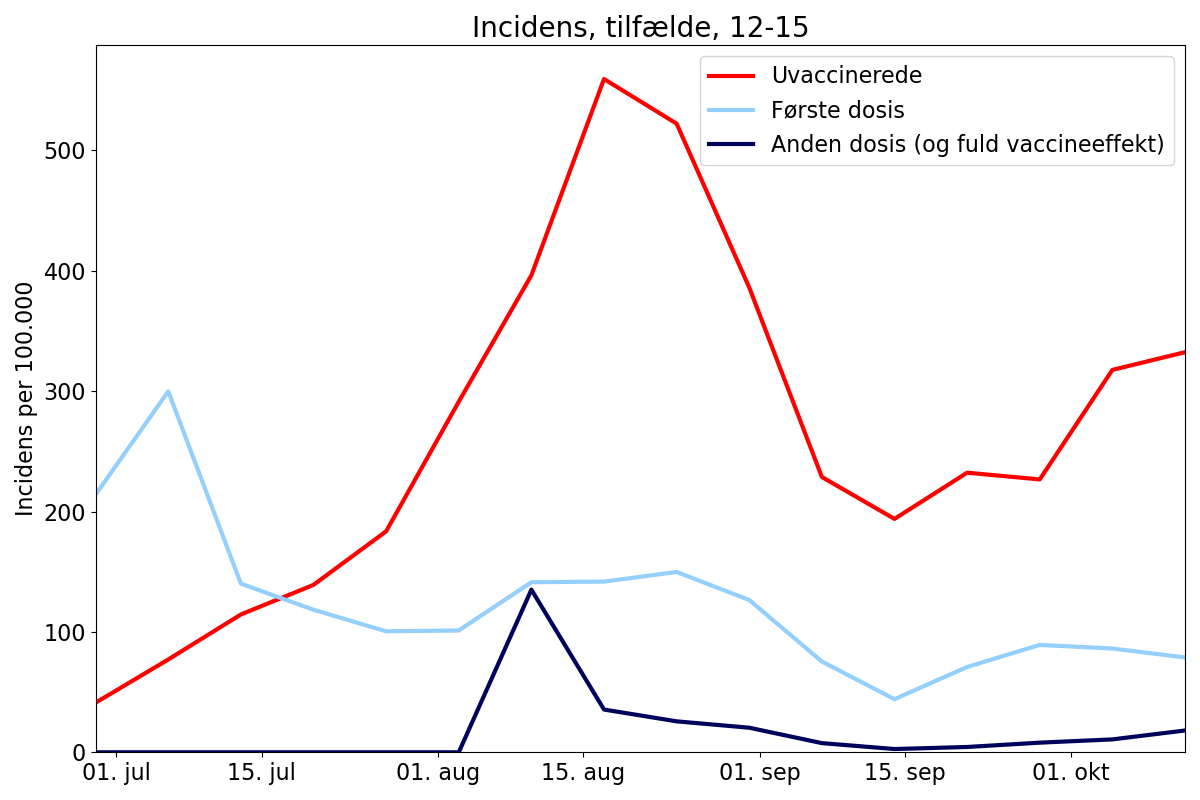 Incidens, tilfælde, 12-15
Uvaccinerede
Første dosis
Anden dosis (og fuld vaccineeffekt)
Incidens per 100.000
500
400
300
200
100
0
01. jul 15. jul 01. aug 15. aug 01. sep 15. sep 01. okt